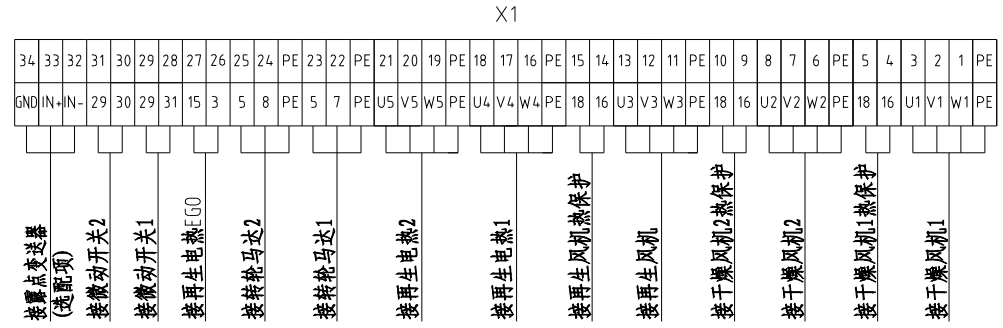 X1
34 33 32 31 30 29 28 27 26 25 24 PE 23 22 PE 21 20 19 PE 18 17 16 PE 15 14 13 12 11 PE 10 9 8 7 6 PE 5 4 3 2 1 PE
GND IN+ IN- 29 30 29 31 15 3 5 8 PE 5 7 PE U5 V5 W5 PE U4 V4 W4 PE 18 16 U3 V3 W3 PE 18 16 U2 V2 W2 PE 18 16 U1 V1 W1 PE
接露点变送器
(选配项)
接微动开关2
接微动开关1
接再生电热EGO
接转轮马达2
接转轮马达1
接再生电热2
接再生电热1
接再生风机热保护
接再生风机
接干燥风机2热保护
接干燥风机2
接干燥风机1热保护
接干燥风机1